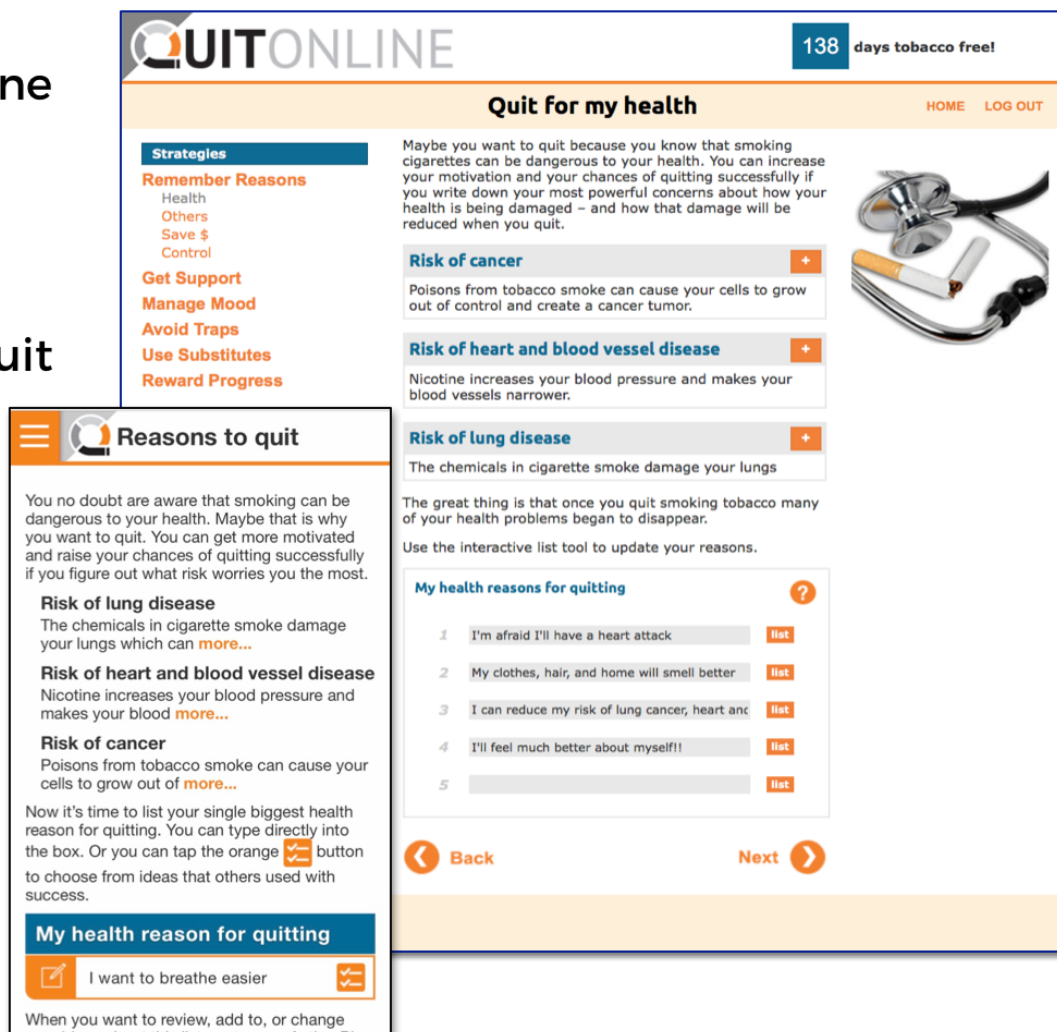 ne
uit
QUITONLINE
138 days tobacco free!
Quit for my health
HOME LOG OUT
Strategies
Remember Reasons
Health
Others
Save $
Control
Get Support
Manage Mood
Avoid Traps
Use Substitutes
Reward Progress
Maybe you want to quit because you know that smoking
cigarettes can be dangerous to your health. You can increase
your motivation and your chances of quitting successfully if
you write down your most powerful concerns about how your
health is being damaged – and how that damage will be
reduced when you quit.
Risk of cancer +
Poisons from tobacco smoke can cause your cells to grow
out of control and create a cancer tumor.
Risk of heart and blood vessel disease +
Nicotine increases your blood pressure and makes your
blood vessels narrower.
Risk of lung disease +
The chemicals in cigarette smoke damage your lungs
The great thing is that once you quit smoking tobacco many
of your health problems began to disappear.
Use the interactive list tool to update your reasons.
My health reasons for quitting ?
1 I'm afraid I'll have a heart attack list
2 My clothes, hair, and home will smell better list
3 I can reduce my risk of lung cancer, heart and list
4 I'll feel much better about myself!! list
5 list
Back Next
Reasons to quit
You no doubt are aware that smoking can be
dangerous to your health. Maybe that is why
you want to quit. You can get more motivated
and raise your chances of quitting successfully
if you figure out what risk worries you the most.
Risk of lung disease
The chemicals in cigarette smoke damage
your lungs which can more...
Risk of heart and blood vessel disease
Nicotine increases your blood pressure and
makes your blood more...
Risk of cancer
Poisons from tobacco smoke can cause your
cells to grow out of more...
Now it's time to list your single biggest health
reason for quitting. You can type directly into
the box. Or you can tap the orange button
to choose from ideas that others used with
success.
My health reason for quitting
I want to breathe easier
When you want to review, add to, or change